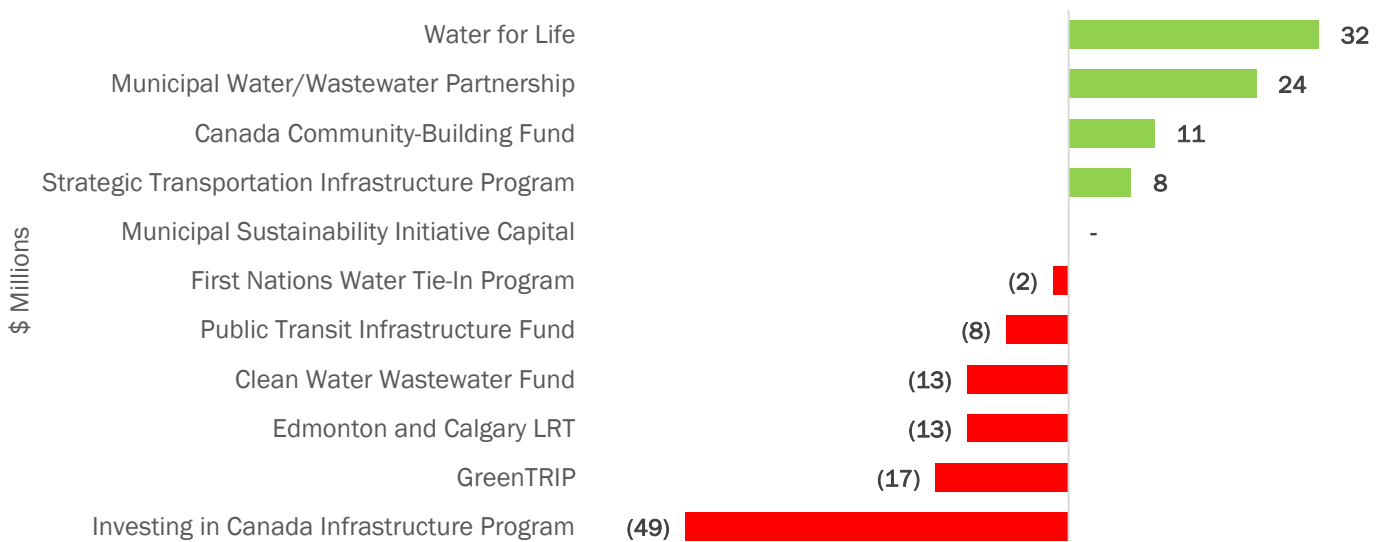 Water for Life 32
Municipal Water/Wastewater Partnership 24
Canada Community-Building Fund 11
Strategic Transportation Infrastructure Program 8
Municipal Sustainability Initiative Capital -
First Nations Water Tie-In Program (2)
Public Transit Infrastructure Fund (8)
Clean Water Wastewater Fund (13)
Edmonton and Calgary LRT (13)
GreenTRIP (17)
Investing in Canada Infrastructure Program (49)
$ Millions